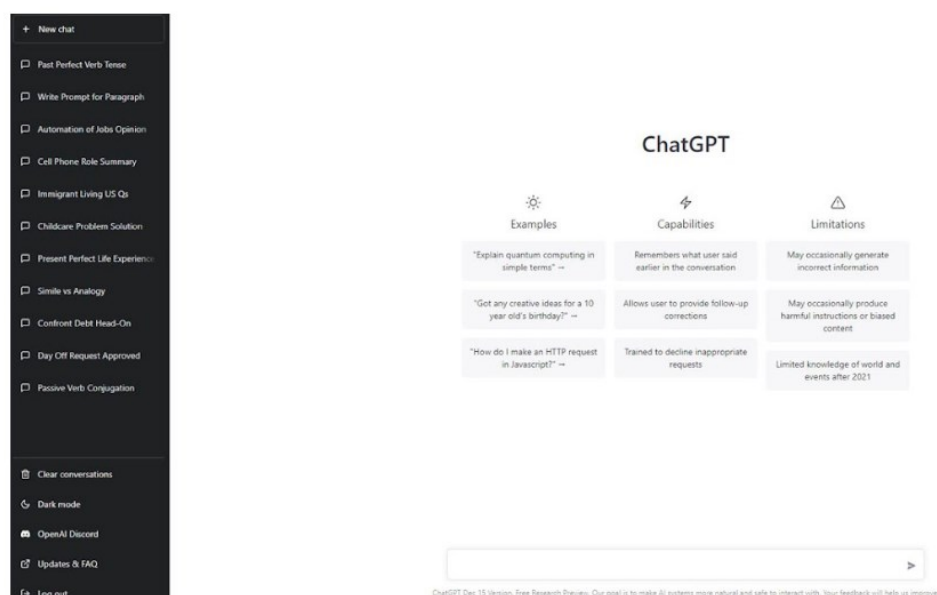 + New chat
Past Perfect Verb Tense
Write Prompt for Paragraph
Automation of Jobs Opinion
Cell Phone Role Summary
Immigrant Living US Qs
Childcare Problem Solution
Present Perfect Life Experience
Simile vs Analogy
Confront Debt Head-On
Day Off Request Approved
Passive Verb Conjugation
Clear conversations
Dark mode
OpenAI Discord
Updates & FAQ
Log out
ChatGPT
Examples
"Explain quantum computing in
simple terms" →
"Got any creative ideas for a 10
year old's birthday?" →
"How do I make an HTTP request
in Javascript?" →
Capabilities
Remembers what user said
earlier in the conversation
Allows user to provide follow-up
corrections
Trained to decline inappropriate
requests
Limitations
May occasionally generate
incorrect information
May occasionally produce
harmful instructions or biased
content
Limited knowledge of world and
events after 2021
ChatGPT Dec 15 Version. Free Research Preview. Our goal is to make AI systems more natural and safe to interact with. Your feedback will help us improve